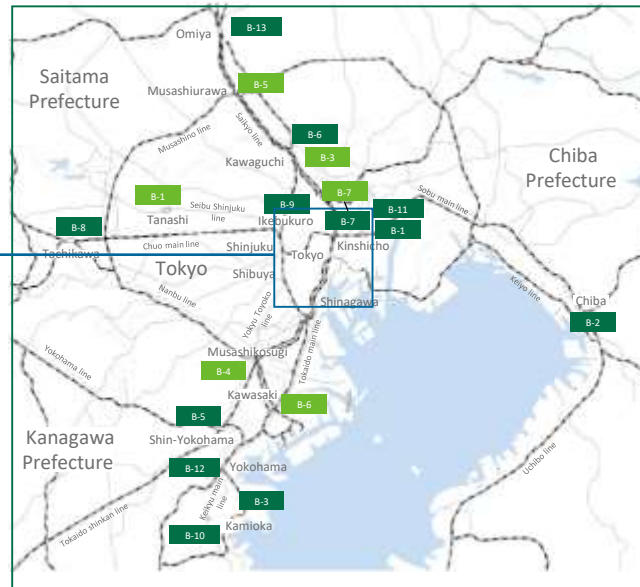 B-13
Omiya
Saitama
Prefecture
B-5
Musashiurawa
Saikyo line
Musashino line
B-6
Kawaguchi
B-3
Chiba
Prefecture
B-1
Tanashi
Seibu Shinjuku
line
B-9
Ikebukuro
B-7
B-7
B-11
Sobu main line
B-8
Tachikawa
Chuo main line
Kinshicho
B-1
Shinjuku
Tokyo
Tokyo
Shibuya
Nanbu line
Shinagawa
Yokyu Toyoko
line
Tokaido main line
Keiyo line
Chiba
B-2
Yokohama line
Musashikosugi
B-4
Kawasaki
B-6
B-5
Kanagawa
Prefecture
Shin-Yokohama
B-12
Yokohama
Keikyu main
line
B-3
Kamioka
B-10
Tokaido shinkan line
Uchibo line